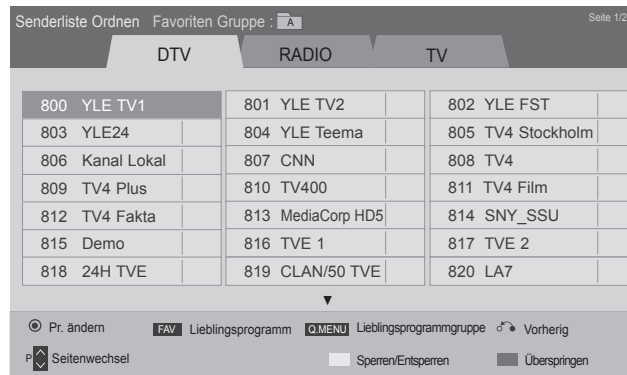 Senderliste Ordnen Favoriten Gruppe : A Seite 1/2
DTV RADIO TV
800 YLE TV1 801 YLE TV2 802 YLE FST
803 YLE24 804 YLE Teema 805 TV4 Stockholm
806 Kanal Lokal 807 CNN 808 TV4
809 TV4 Plus 810 TV400 811 TV4 Film
812 TV4 Fakta 813 MediaCorp HD5 814 SNY_SSU
815 Demo 816 TVE 1 817 TVE 2
818 24H TVE 819 CLAN/50 TVE 820 LA7
Pr. ändern FAV Lieblingsprogramm Q.MENU Lieblingsprogrammgruppe Vorherig
P Seitenwechsel Sperren/Entsperren Überspringen